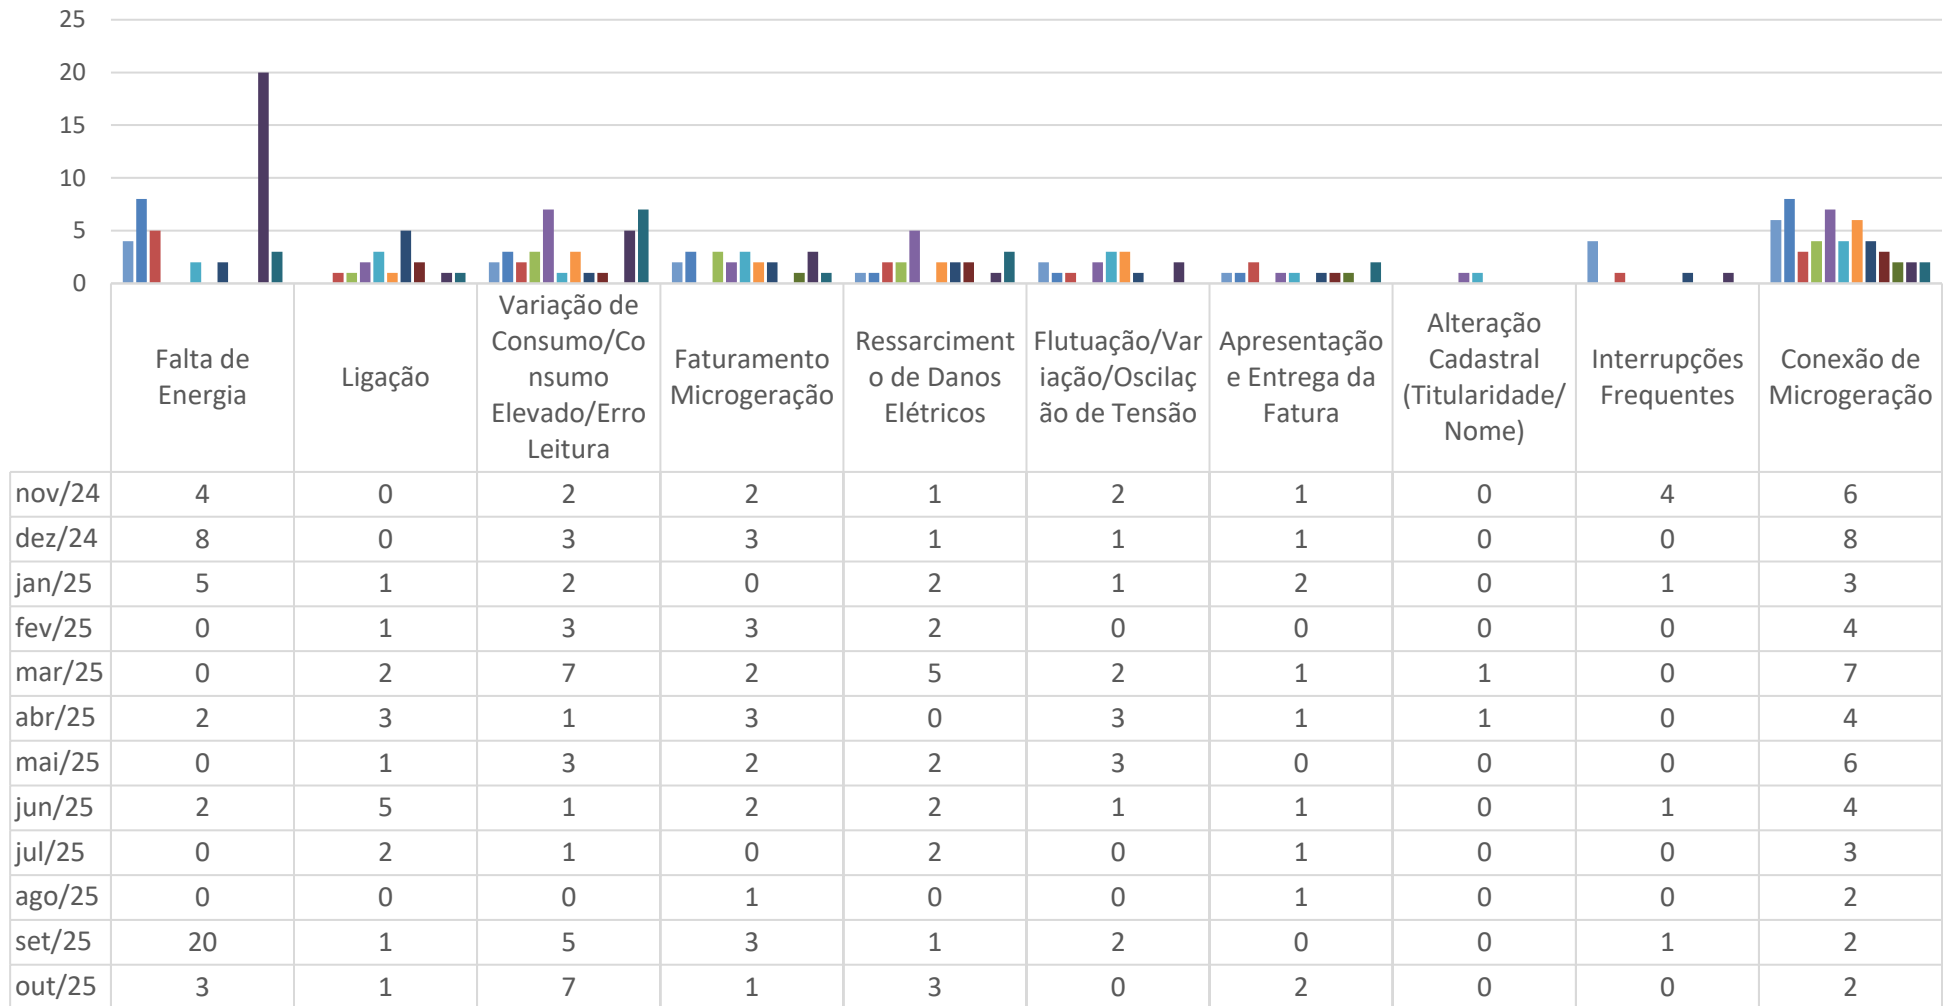 25
20
15
10
5
0
Falta de
Energia
Ligação
Variação de
Consumo/Co
nsumo
Elevado/Erro
Leitura
Faturamento
Microgeração
Ressarciment
o de Danos
Elétricos
Flutuação/Var
iação/Oscilaç
ão de Tensão
Apresentação
e Entrega da
Fatura
Alteração
Cadastral
(Titularidade/
Nome)
Interrupções
Frequentes
Conexão de
Microgeração
nov/24 4 0 2 2 1 2 1 0 4 6
dez/24 8 0 3 3 1 1 1 0 0 8
jan/25 5 1 2 0 2 1 2 0 1 3
fev/25 0 1 3 3 2 0 0 0 0 4
mar/25 0 2 7 2 5 2 1 1 0 7
abr/25 2 3 1 3 0 3 1 1 0 4
mai/25 0 1 3 2 2 3 0 0 0 6
jun/25 2 5 1 2 2 1 1 0 1 4
jul/25 0 2 1 0 2 0 1 0 0 3
ago/25 0 0 0 1 0 0 1 0 0 2
set/25 20 1 5 3 1 2 0 0 1 2
out/25 3 1 7 1 3 0 2 0 0 2